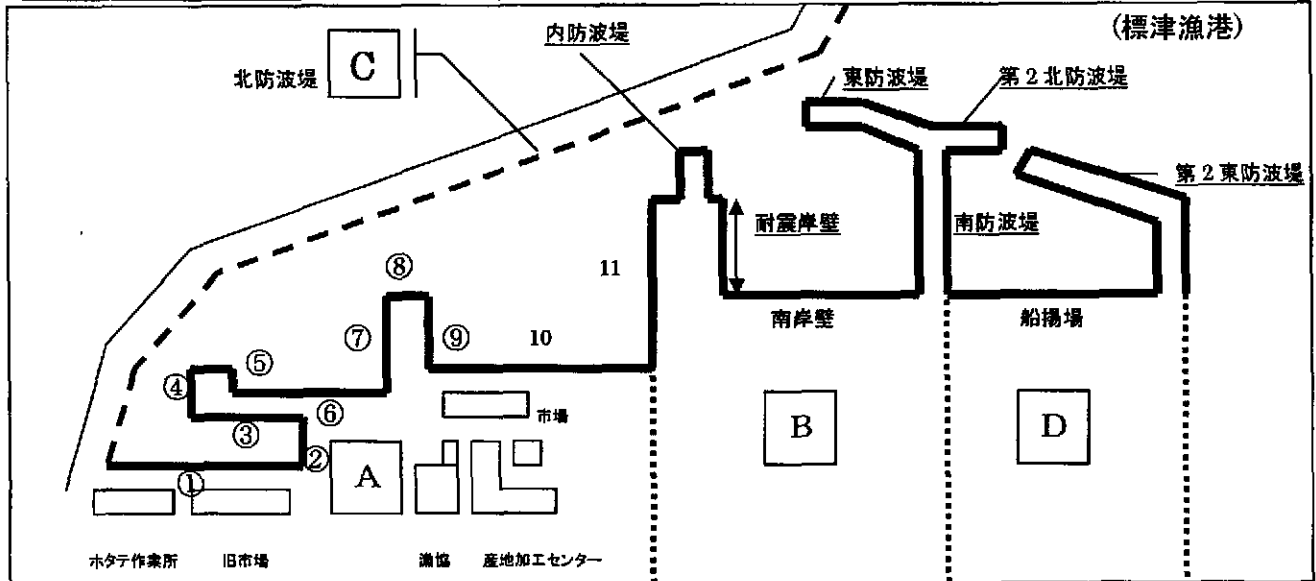 (標津漁港)
内防波堤
北防波堤
C
東防波堤
第2北防波堤
第2東防波堤
耐震岸壁
南防波堤
⑧
11
南岸壁
船揚場
⑦
⑨
10
⑤
④
⑥
市場
③
②
A
B
D
①
ホタテ作業所
旧市場
漁協
産地加工センター